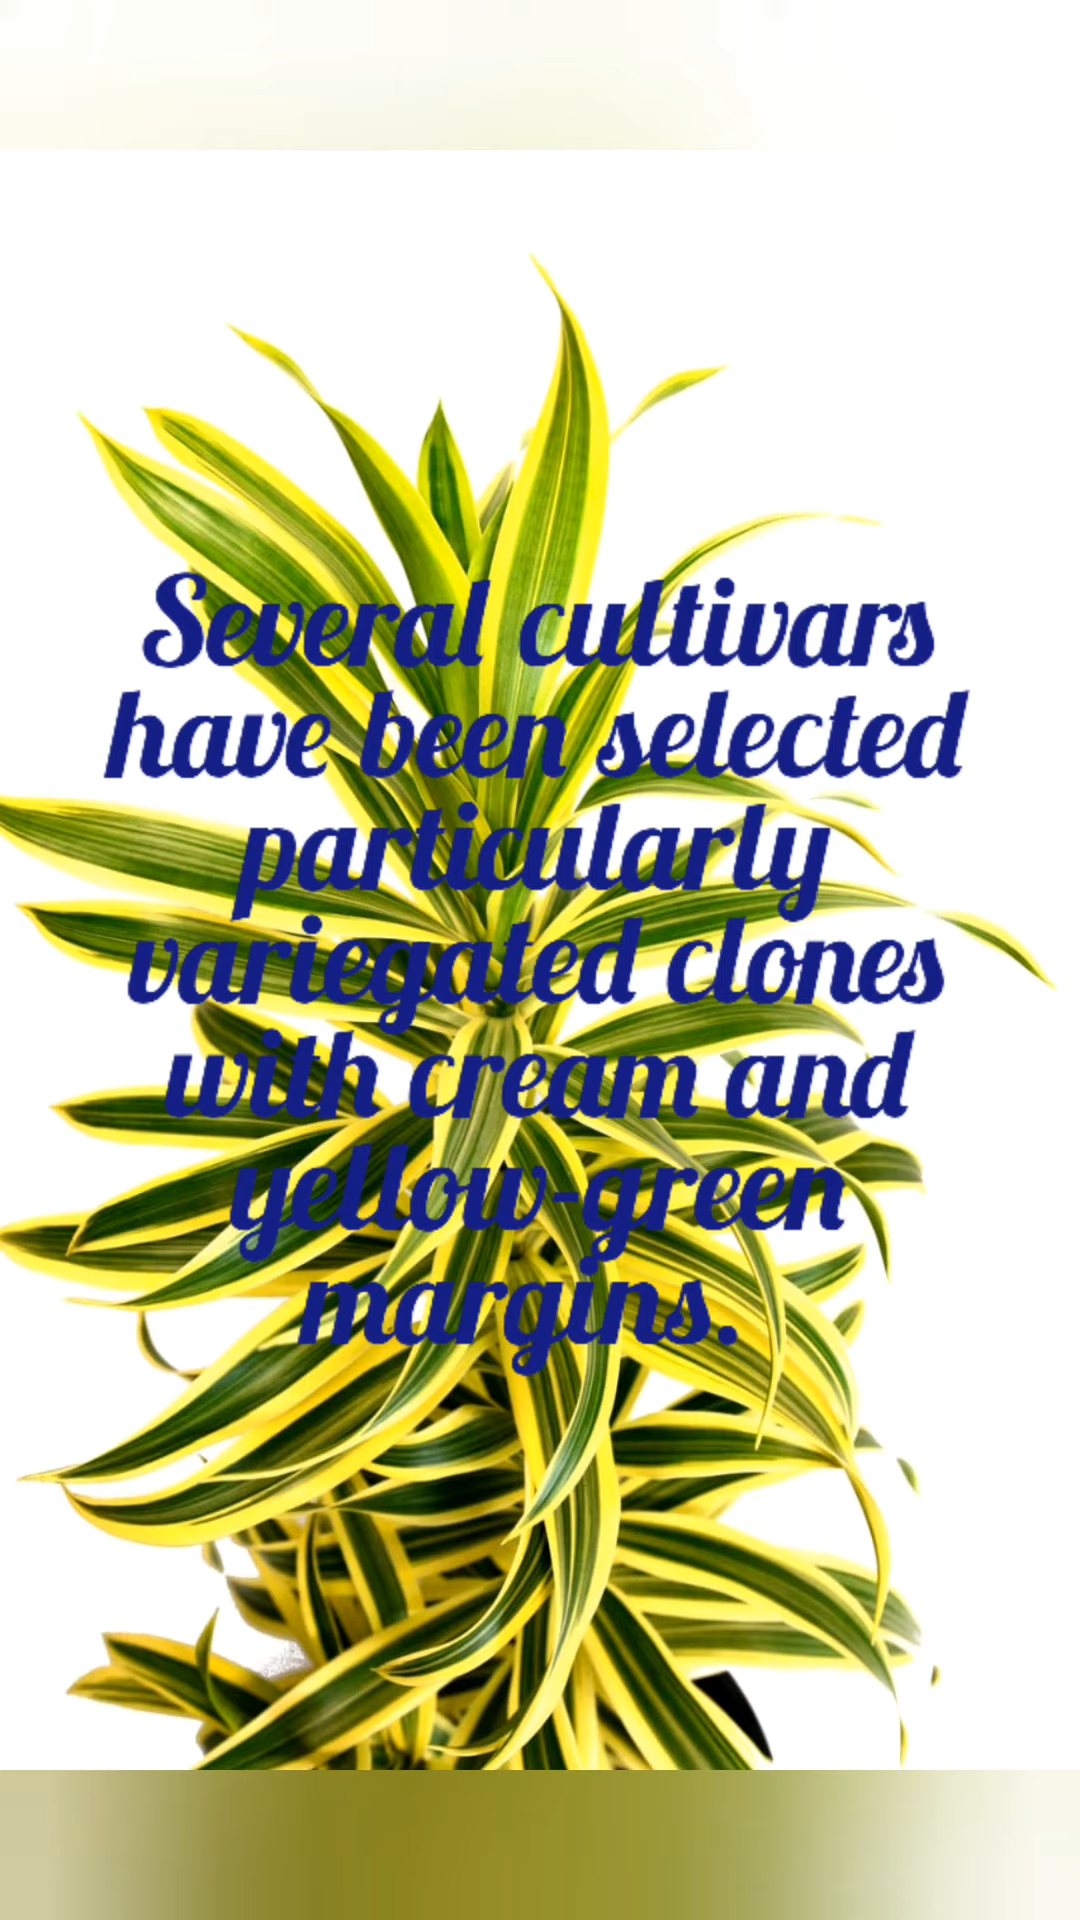 Several cultivars
have been selected
particularly
variegated clones
with cream and
yellow-green
margins.